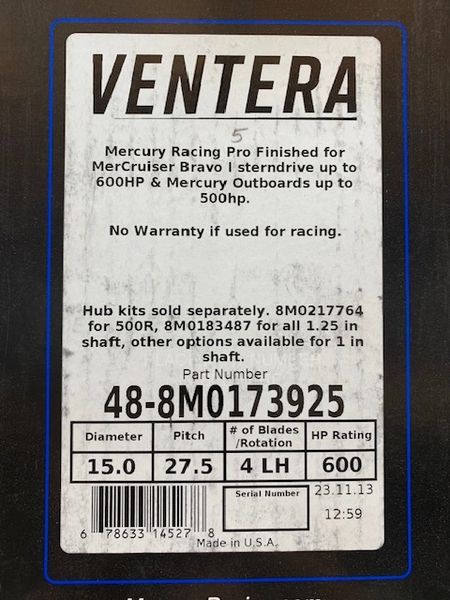 VENTERA
5
Mercury Racing Pro Finished for
MerCruiser Bravo I sterndrive up to
600HP & Mercury Outboards up to
500hp.
No Warranty if used for racing.
Hub kits sold separately. 8M0217764
for 500R, 8M0183487 for all 1.25 in
shaft, other options available for 1 in
shaft.
Part Number
48-8M0173925
Diameter Pitch # of Blades /Rotation HP Rating
15.0 27.5 4 LH 600
Serial Number 23.11.13
12:59
6 78633 14527 8
Made in U.S.A.